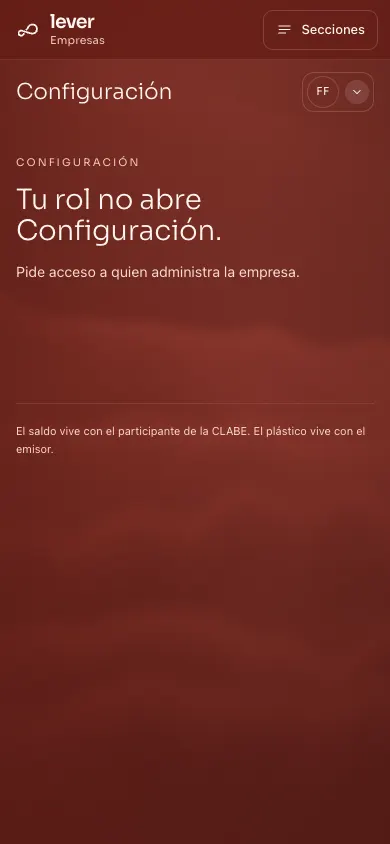 lever
Empresas
Secciones
Configuración
FF
CONFIGURACIÓN
Tu rol no abre
Configuración.
Pide acceso a quien administra la empresa.
El saldo vive con el participante de la CLABE. El plástico vive con el
emisor.